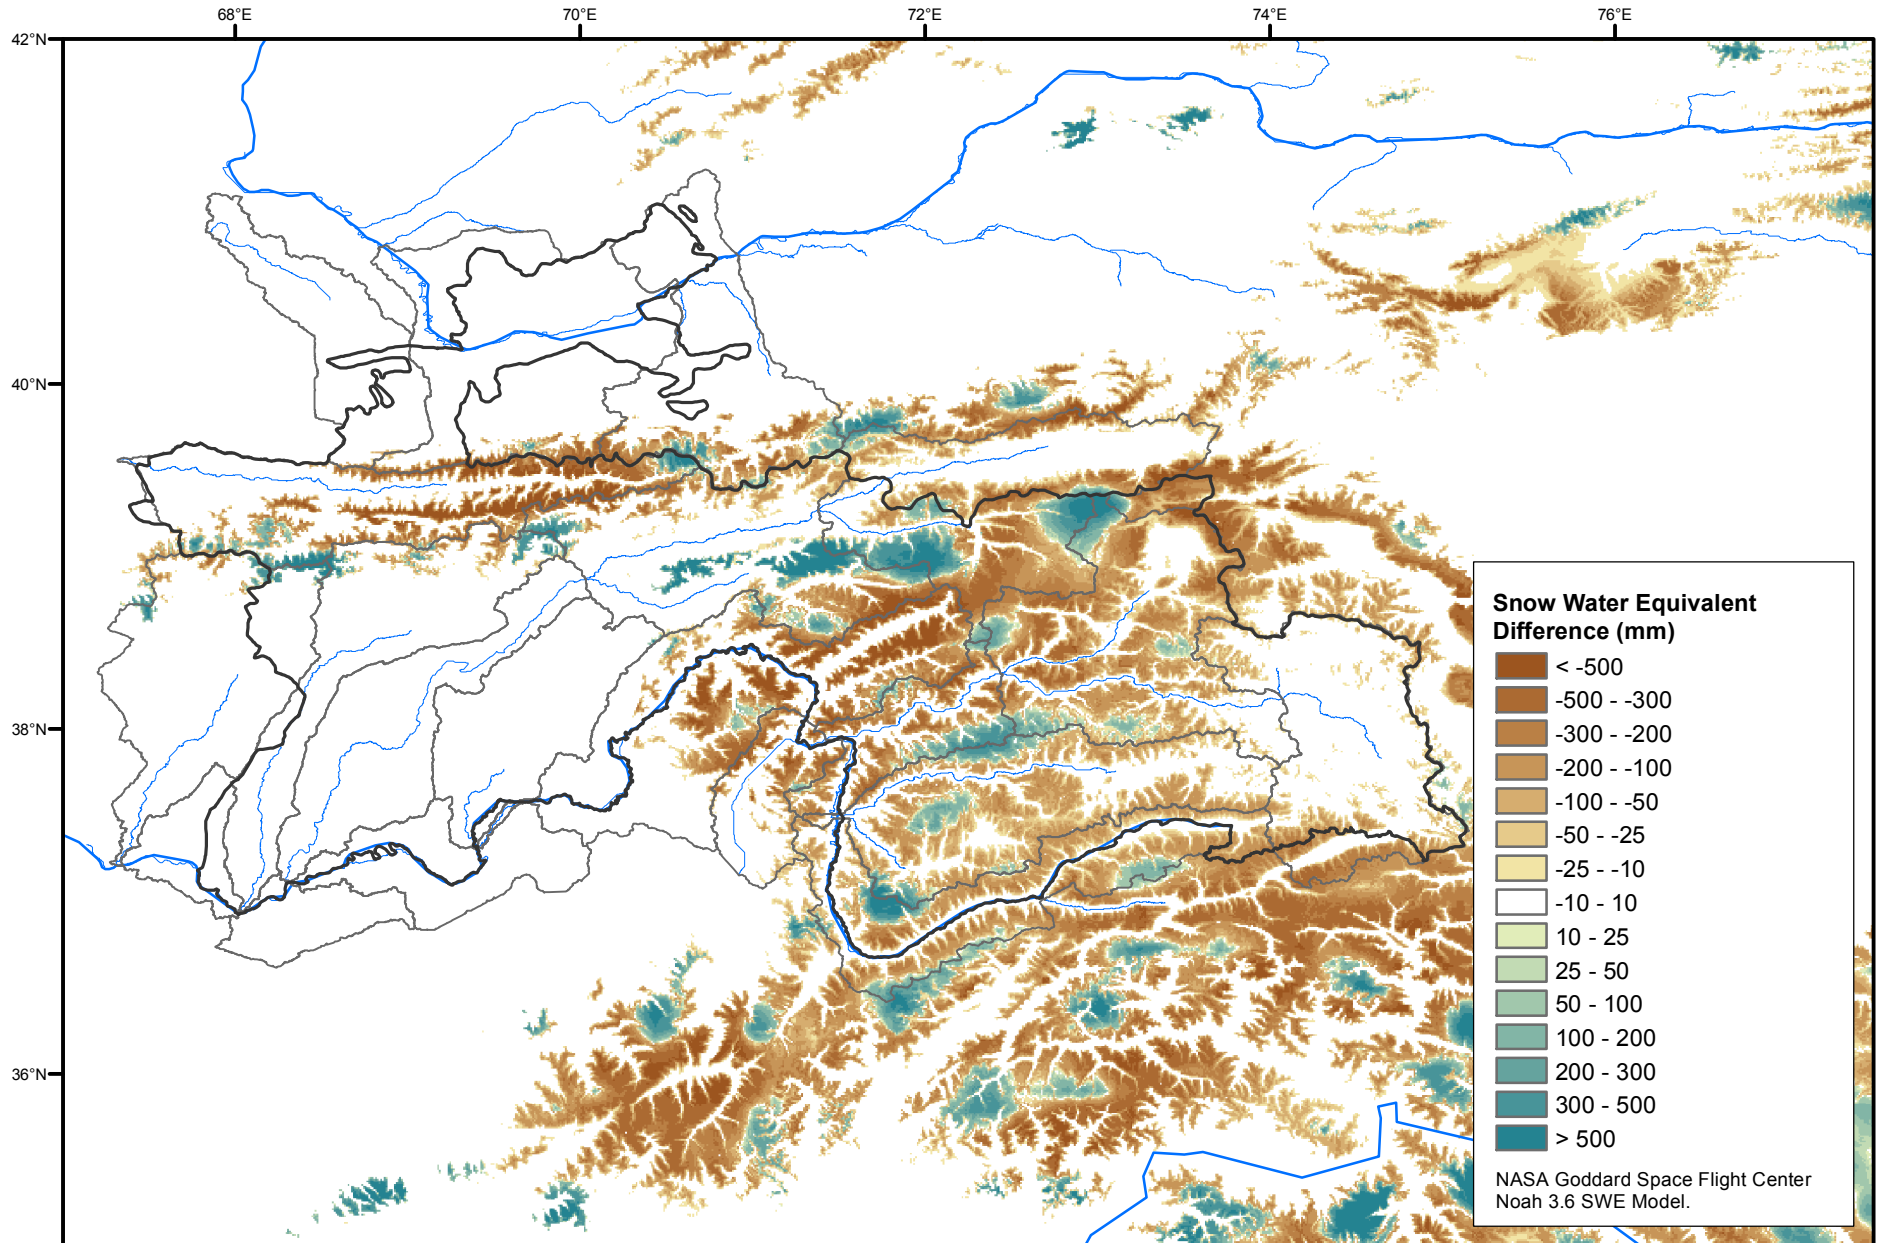 68°E
70°E
72°E
74°E
76°E
42°N
40°N
38°N
36°N
Snow Water Equivalent
Difference (mm)
< -500
-500 - -300
-300 - -200
-200 - -100
-100 - -50
-50 - -25
-25 - -10
-10 - 10
10 - 25
25 - 50
50 - 100
100 - 200
200 - 300
300 - 500
> 500
NASA Goddard Space Flight Center
Noah 3.6 SWE Model.